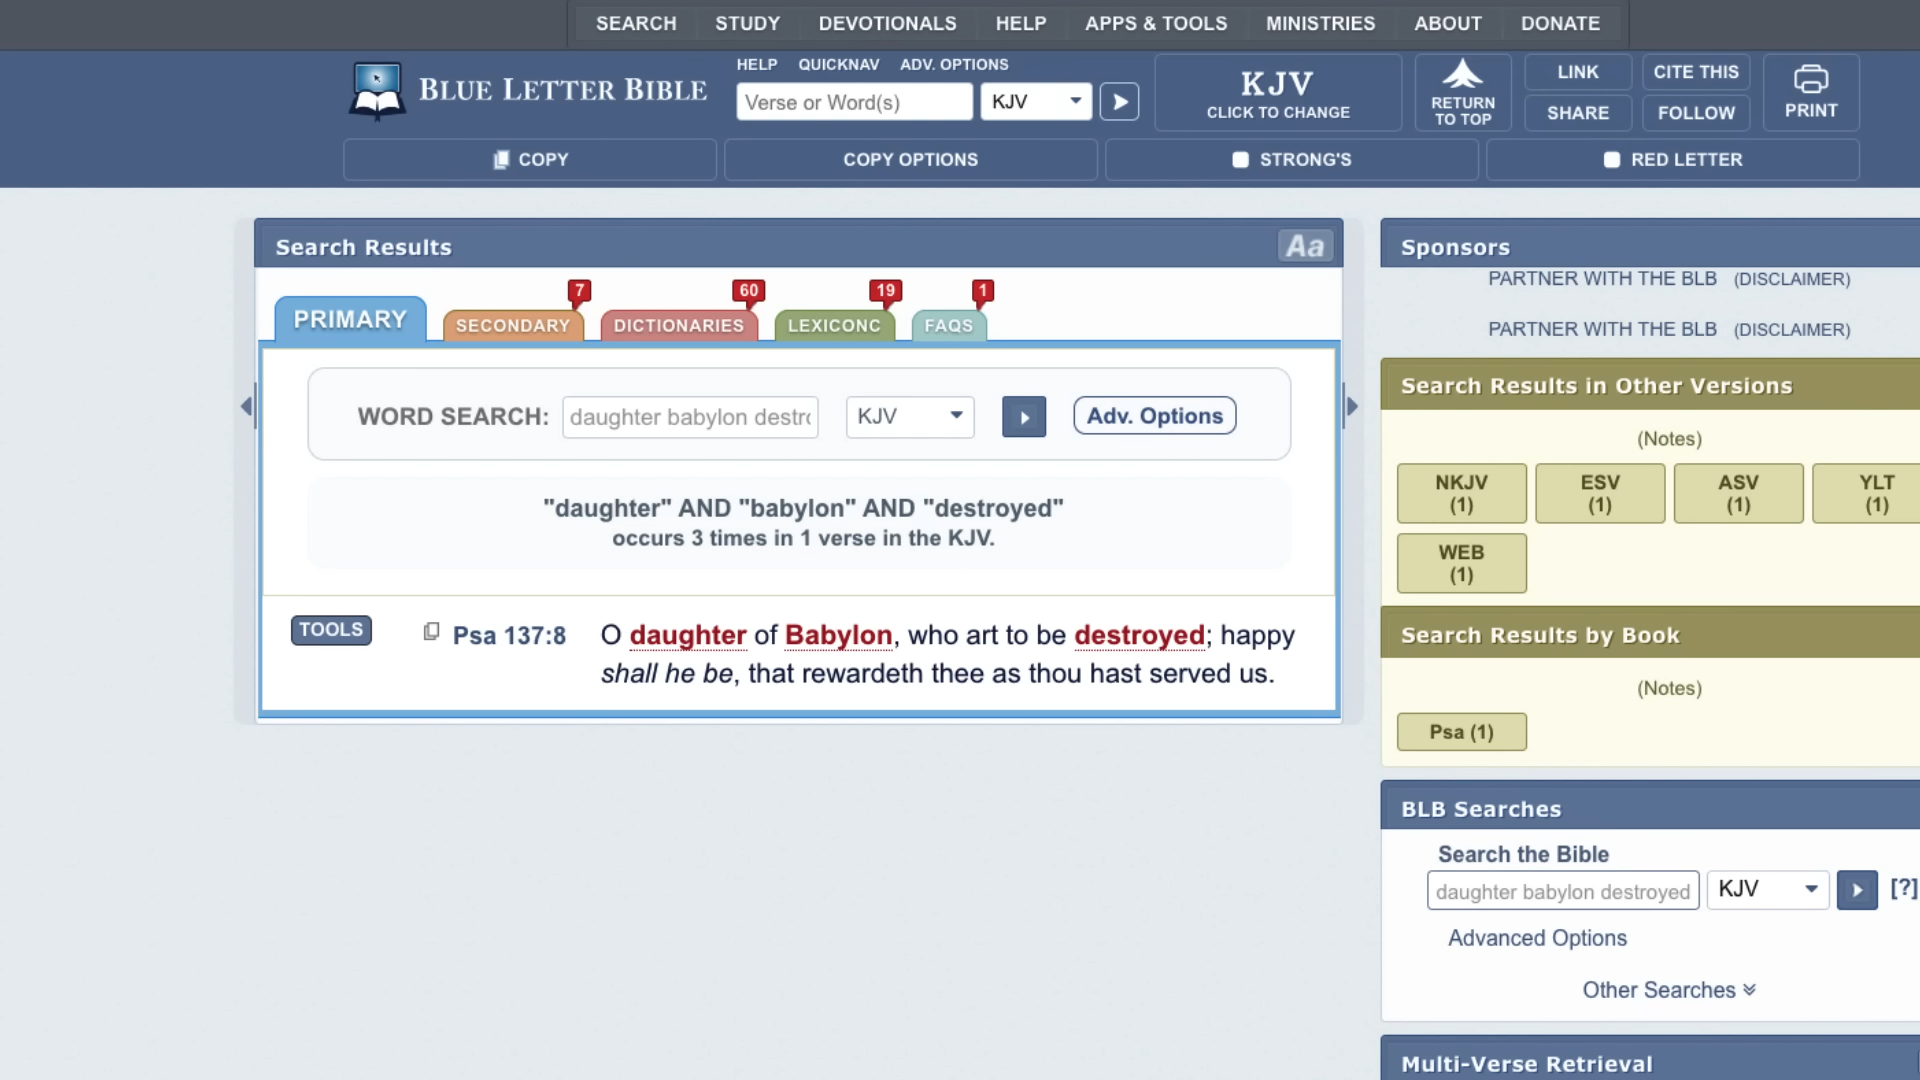 SEARCH STUDY DEVOTIONALS HELP APPS & TOOLS MINISTRIES ABOUT DONATE
BLUE LETTER BIBLE
HELP QUICKNAV ADV. OPTIONS
Verse or Word(s) KJV
KJV
CLICK TO CHANGE
RETURN
TO TOP
LINK
CITE THIS
SHARE
FOLLOW
PRINT
COPY
COPY OPTIONS
STRONG'S
RED LETTER
Search Results
Aa
PRIMARY
SECONDARY 7
DICTIONARIES 60
LEXICONC 19
FAQS 1
WORD SEARCH: daughter babylon destr KJV Adv. Options
"daughter" AND "babylon" AND "destroyed"
occurs 3 times in 1 verse in the KJV.
TOOLS Psa 137:8 O daughter of Babylon, who art to be destroyed; happy
shall he be, that rewardeth thee as thou hast served us.
Sponsors
PARTNER WITH THE BLB (DISCLAIMER)
PARTNER WITH THE BLB (DISCLAIMER)
Search Results in Other Versions
(Notes)
NKJV
(1)
ESV
(1)
ASV
(1)
YLT
(1)
WEB
(1)
Search Results by Book
(Notes)
Psa (1)
BLB Searches
Search the Bible
daughter babylon destroyed KJV [?]
Advanced Options
Other Searches
Multi-Verse Retrieval